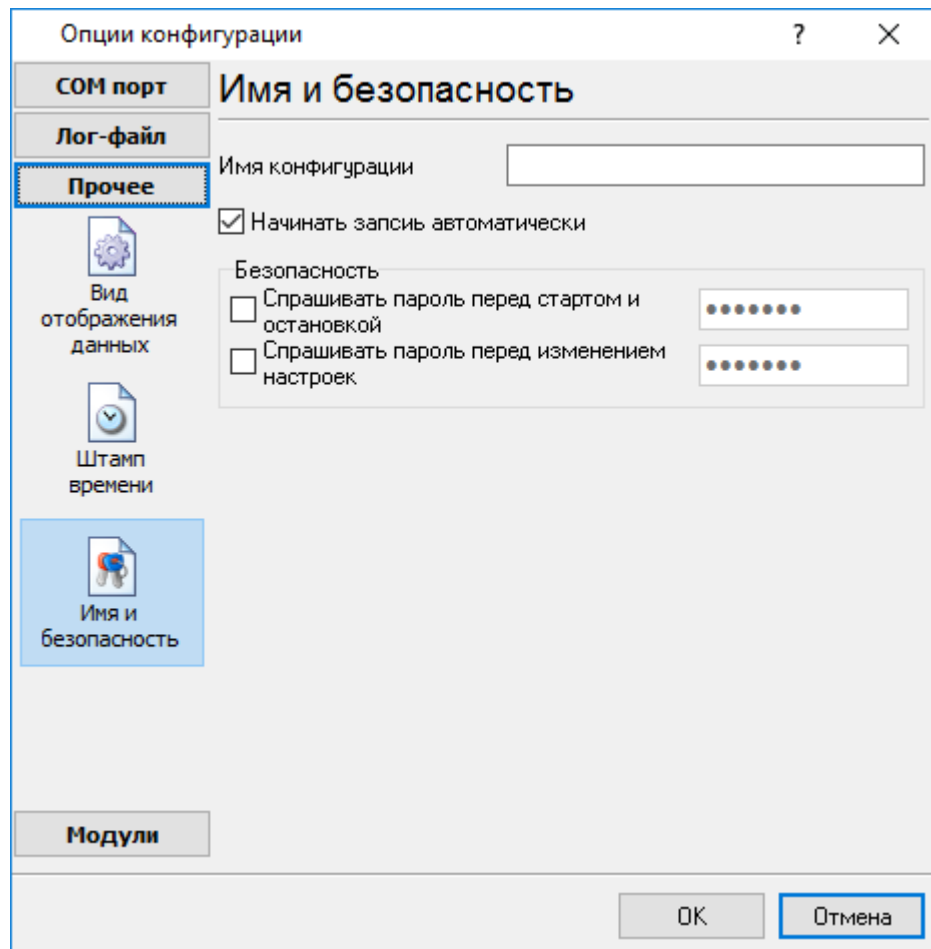 Опции конфигурации
?
COM порт
Лог-файл
Прочее
Вид
отображения
данных
Штамп
времени
Имя и
безопасность
Модули
Имя и безопасность
Имя конфигурации
Начинать запсиь автоматически
Безопасность
Спрашивать пароль перед стартом и
остановкой
Спрашивать пароль перед изменением
настроек
OK
Отмена